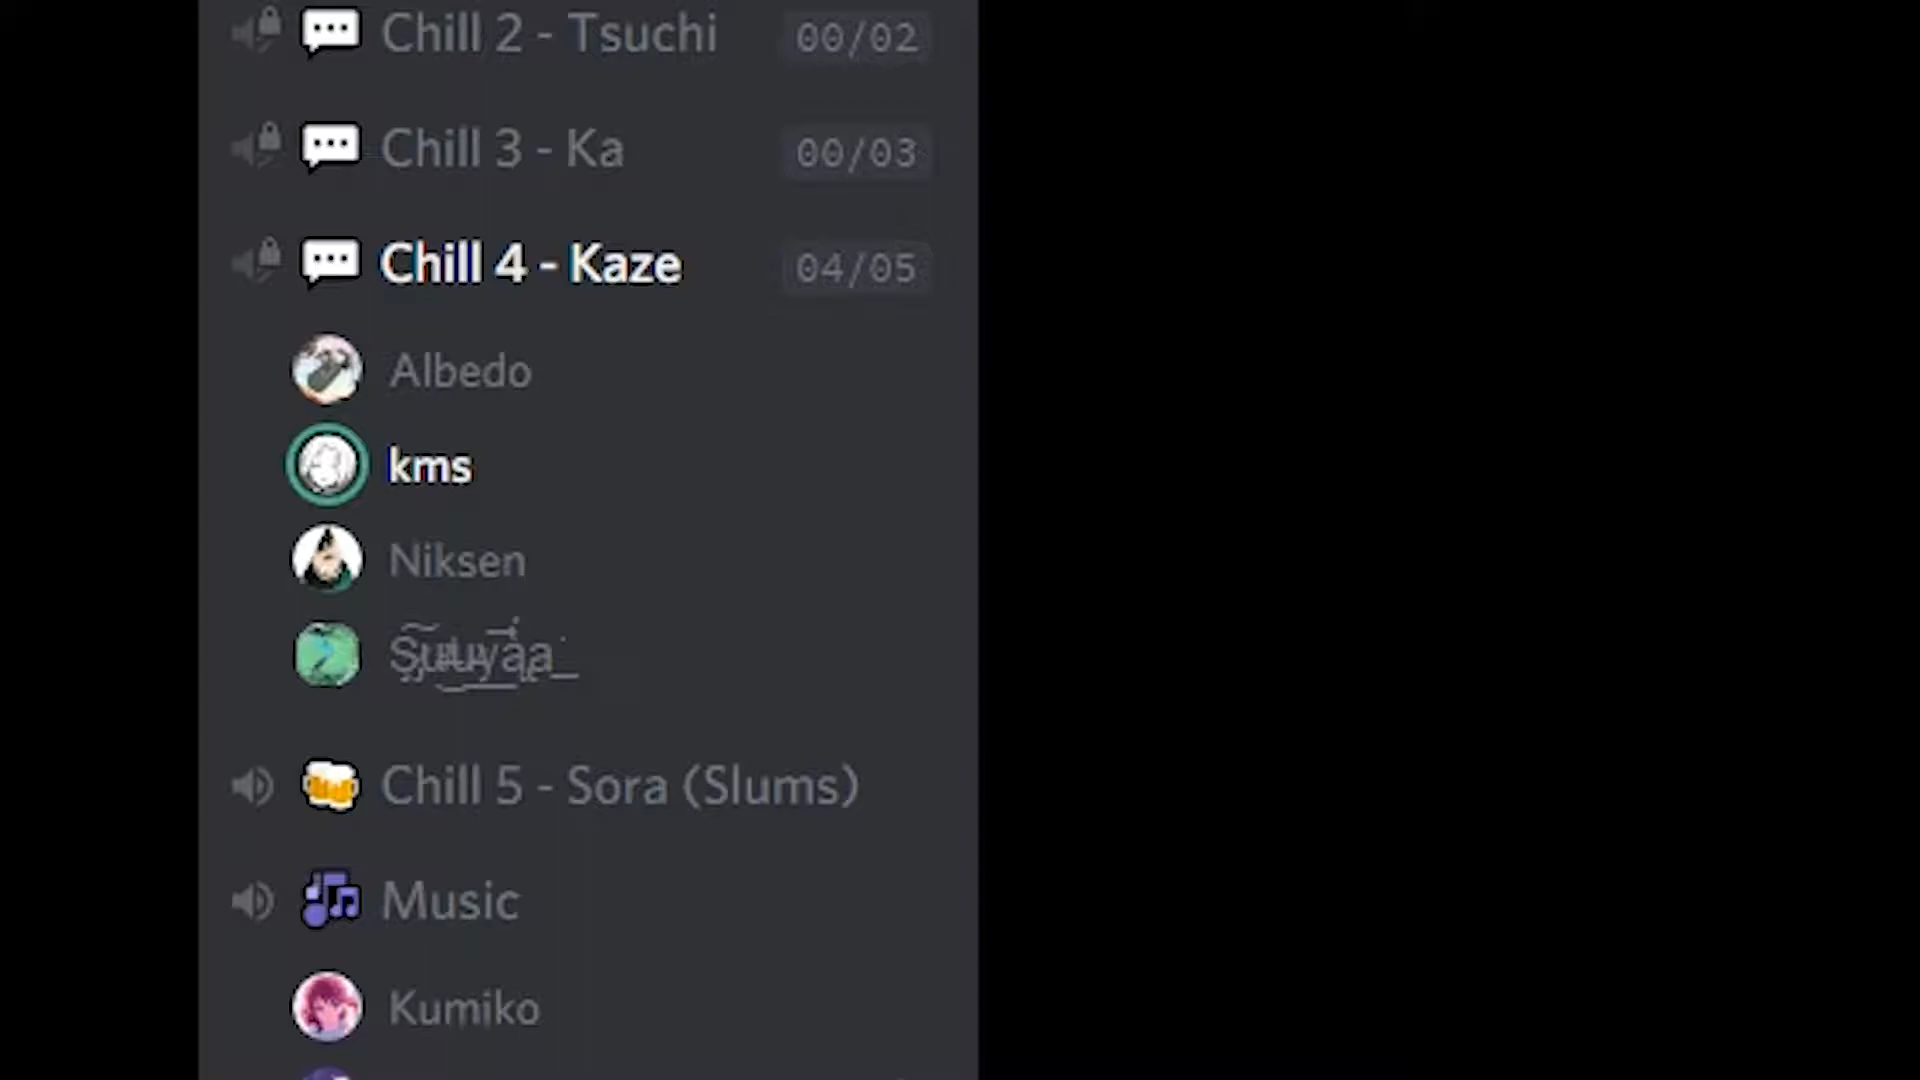 Chill 2 - Tsuchi 00/02
Chill 3 - Ka 00/03
Chill 4 - Kaze 04/05
Albedo
kms
Niksen
Chill 5 - Sora (Slums)
Music
Kumiko